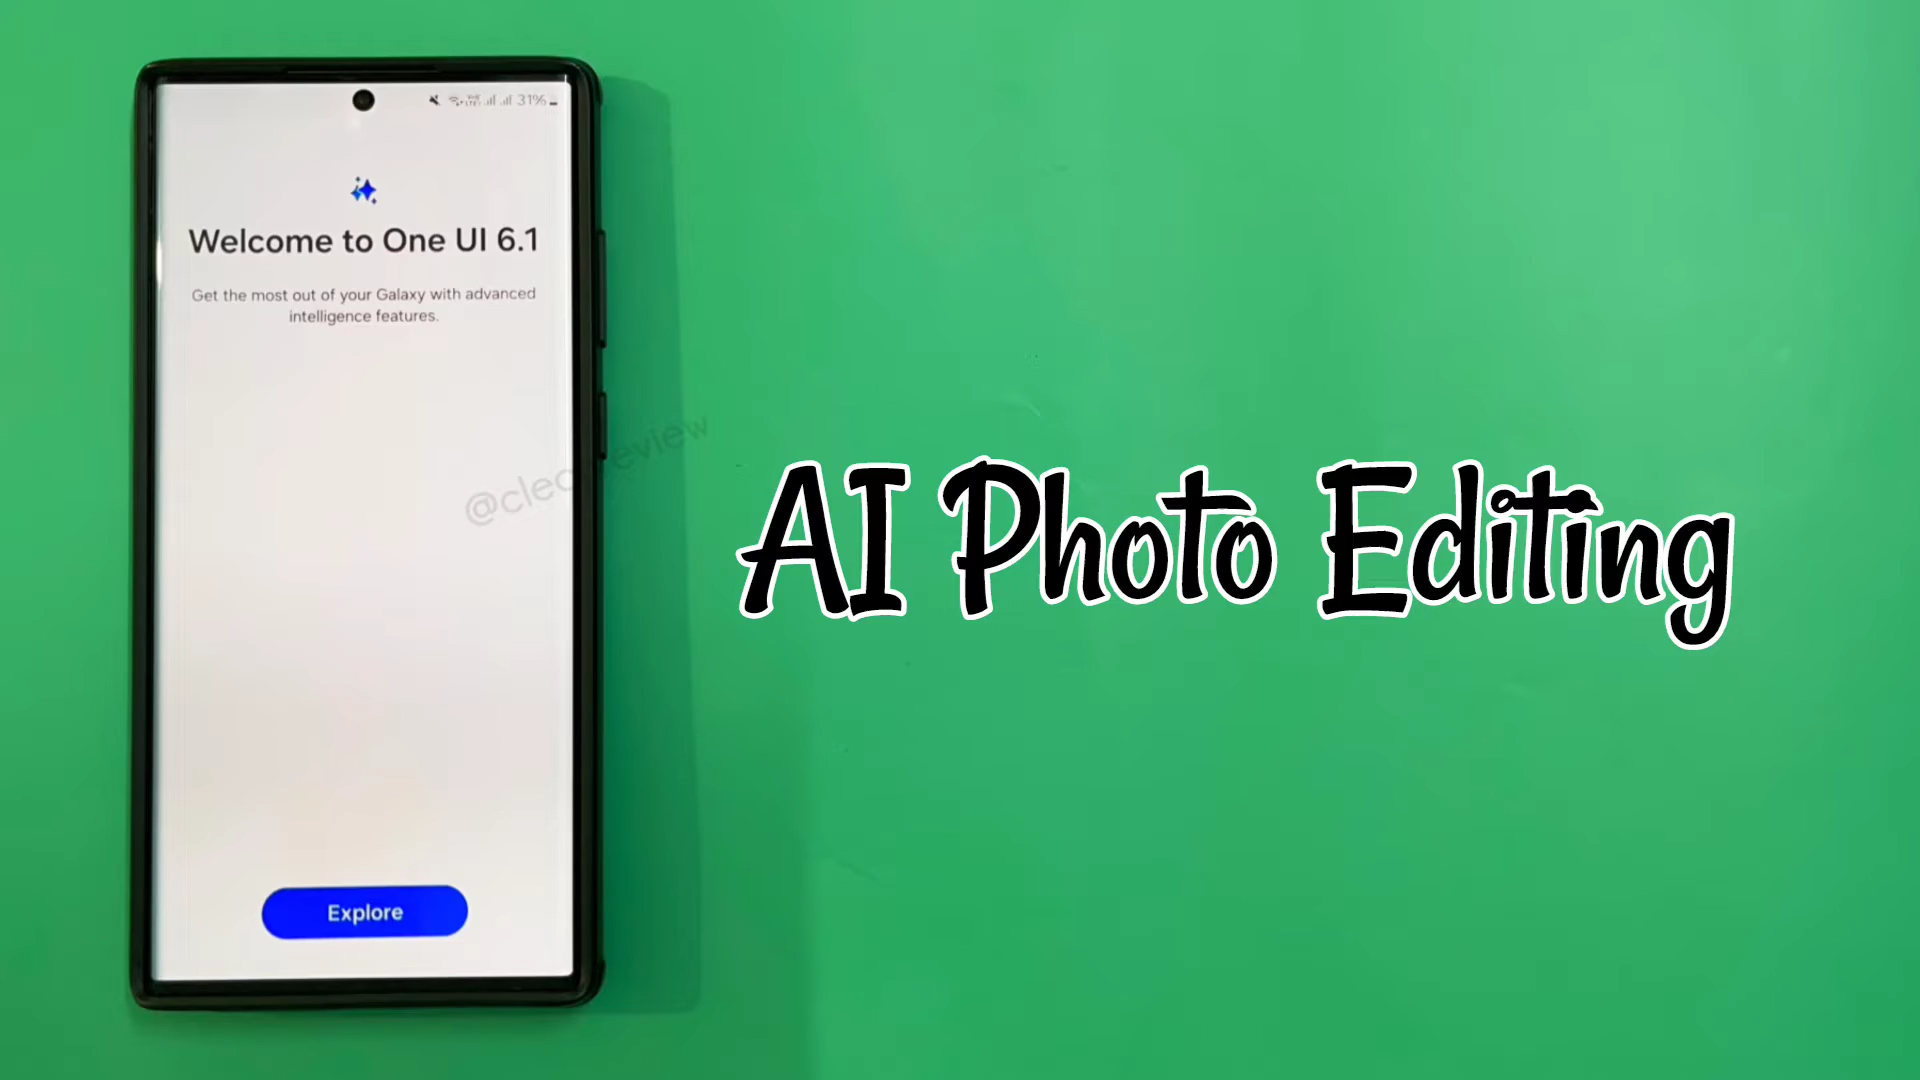 31%
Welcome to One UI 6.1
Get the most out of your Galaxy with advanced
intelligence features.
Explore
AI Photo Editing